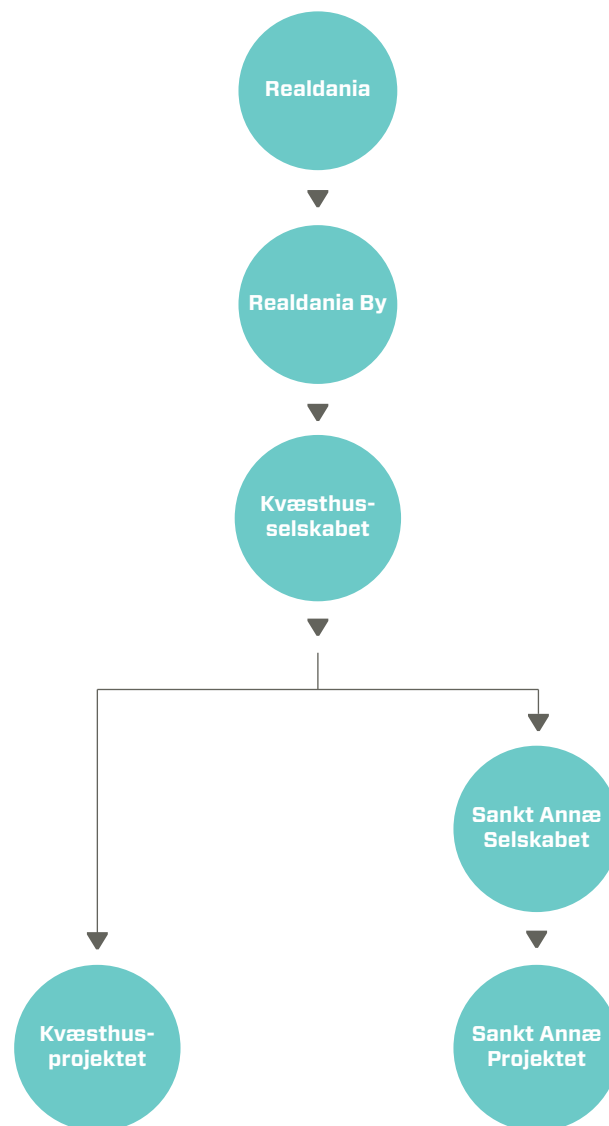 Realdania
Realdania By
Kvæsthus-
selskabet
Sankt Annæ
Selskabet
Kvæsthus-
projektet
Sankt Annæ
Projektet